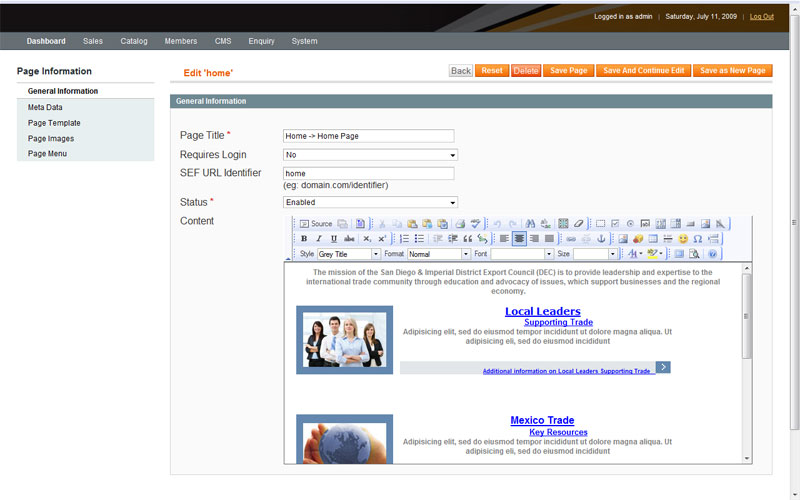 Logged in as admin | Saturday, July 11, 2009 | Log Out
Dashboard Sales Catalog Members CMS Enquiry System
Page Information
General Information
Meta Data
Page Template
Page Images
Page Menu
Edit 'home'
Back Reset Delete Save Page Save And Continue Edit Save as New Page
General Information
Page Title *
Home -> Home Page
Requires Login
No
SEF URL Identifier
home
(eg: domain.com/identifier)
Status *
Enabled
Content
Source
B I U abc x₂ x²
Style Grey Title Format Normal Font Size
The mission of the San Diego & Imperial District Export Council (DEC) is to provide leadership and expertise to the
international trade community through education and advocacy of issues, which support businesses and the regional
economy.
Local Leaders
Supporting Trade
Adipisicing elit, sed do eiusmod tempor incididunt ut dolore magna aliqua. Ut
adipisicing elit, sed do eiusmod incididunt
Additional information on Local Leaders Supporting Trade
Mexico Trade
Key Resources
Adipisicing elit, sed do eiusmod tempor incididunt ut dolore magna aliqua. Ut
adipisicing elit, sed do eiusmod incididunt